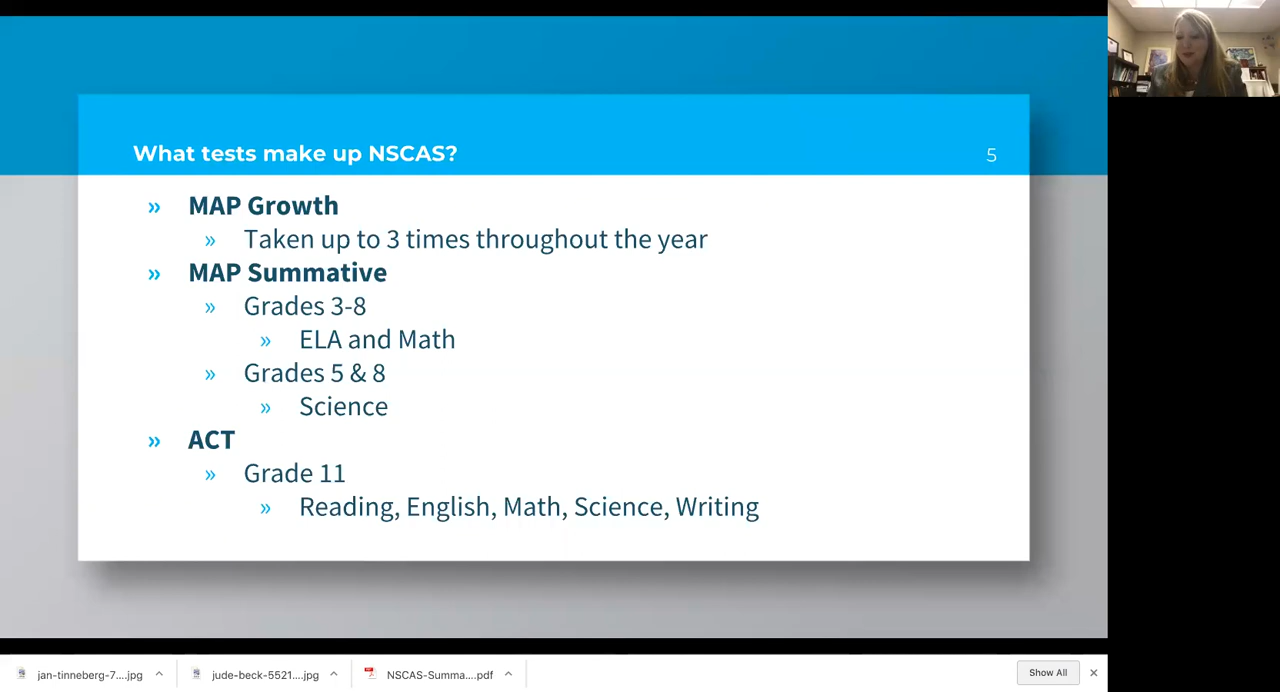 What tests make up NSCAS?
5
» MAP Growth
» Taken up to 3 times throughout the year
» MAP Summative
» Grades 3-8
» ELA and Math
» Grades 5 & 8
» Science
» ACT
» Grade 11
» Reading, English, Math, Science, Writing
jan-tinneberg-7....jpg
jude-beck-5521....jpg
NSCAS-Summa....pdf
Show All